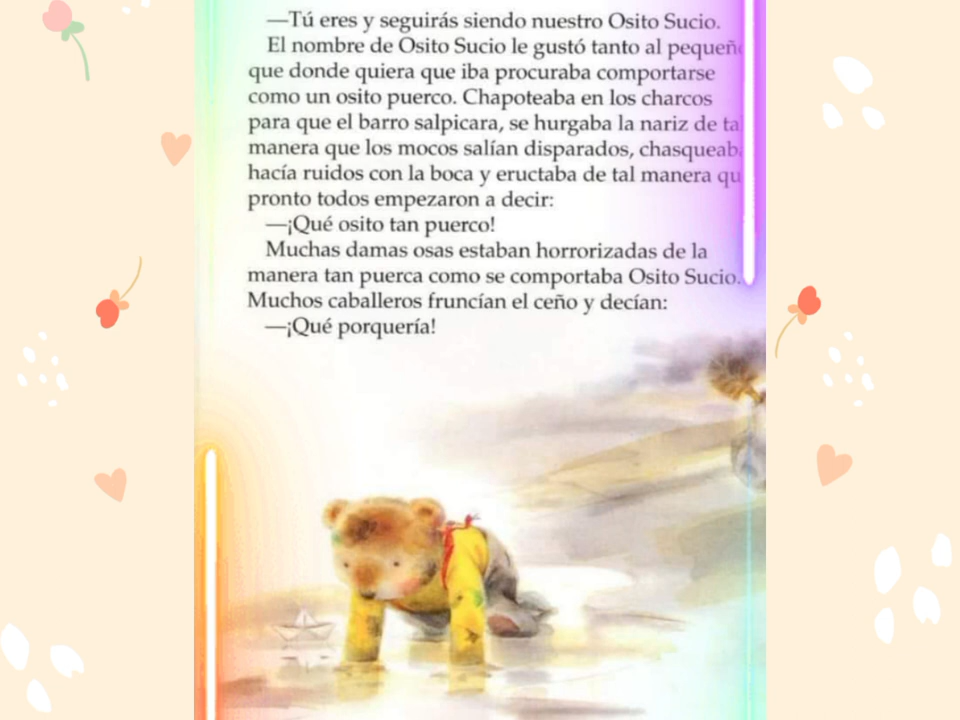 —Tú eres y seguirás siendo nuestro Osito Sucio.
El nombre de Osito Sucio le gustó tanto al pequeñ
que donde quiera que iba procuraba comportarse
como un osito puerco. Chapoteaba en los charcos
para que el barro salpicara, se hurgaba la nariz de ta
manera que los mocos salían disparados, chasqueab
hacía ruidos con la boca y eructaba de tal manera qu
pronto todos empezaron a decir:
—¡Qué osito tan puerco!
Muchas damas osas estaban horrorizadas de la
manera tan puerca como se comportaba Osito Sucio.
Muchos caballeros fruncían el ceño y decían:
—¡Qué porquería!